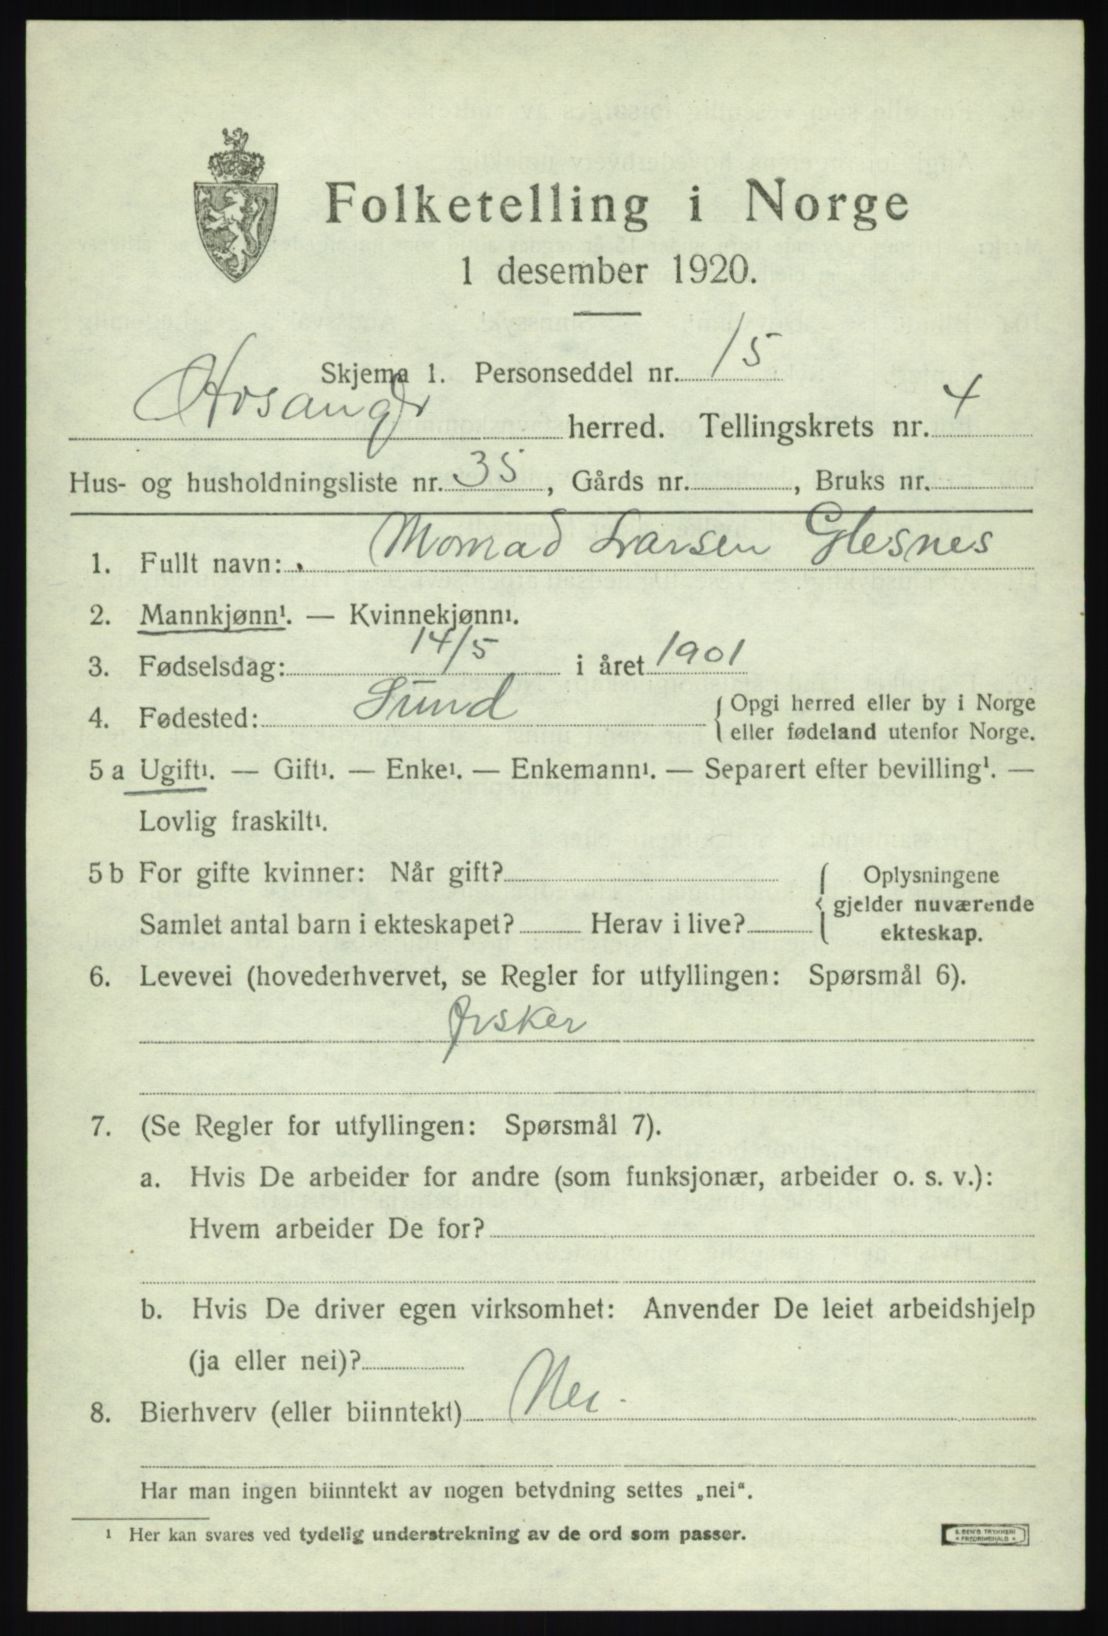 Folketelling i Norge
1 desember 1920.
Skjema 1. Personseddel nr. 15
Hosanger herred. Tellingskrets nr. 4
Hus- og husholdningsliste nr. 35, Gårds nr. , Bruks nr.
1. Fullt navn: Monrad Larsen Glesnes
2. Mannkjønn¹. — Kvinnekjønn¹.
3. Fødselsdag: 14/5 i året 1901
4. Fødested: Sund { Opgi herred eller by i Norge
eller fødeland utenfor Norge.
5 a Ugift¹. — Gift¹. — Enke¹. — Enkemann¹. — Separert efter bevilling¹. —
Lovlig fraskilt¹.
5 b For gifte kvinner: Når gift? { Oplysningene
gjelder nuværende
Samlet antal barn i ekteskapet? Herav i live?
ekteskap.
6. Levevei (hovederhvervet, se Regler for utfyllingen: Spørsmål 6).
Fisker
7. (Se Regler for utfyllingen: Spørsmål 7).
a. Hvis De arbeider for andre (som funksjonær, arbeider o. s. v.):
Hvem arbeider De for?
b. Hvis De driver egen virksomhet: Anvender De leiet arbeidshjelp
(ja eller nei)?
8. Bierhverv (eller biinntekt) Nei.
Har man ingen biinntekt av nogen betydning settes „nei“.
¹ Her kan svares ved tydelig understrekning av de ord som passer.